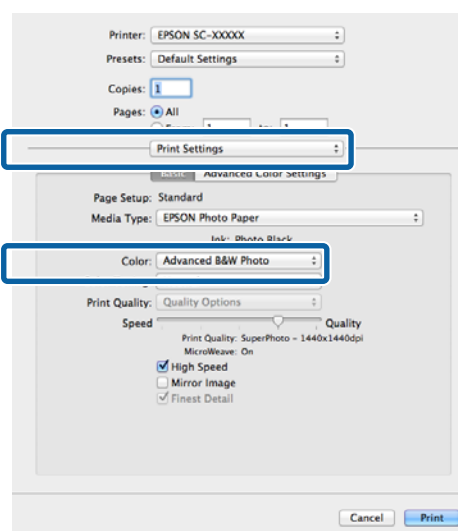 Printer: EPSON SC-XXXXX
Presets: Default Settings
Copies: 1
Pages: All
Print Settings
Basic Advanced Color Settings
Page Setup: Standard
Media Type: EPSON Photo Paper
Ink: Photo Black
Color: Advanced B&W Photo
Print Quality: Quality Options
Speed Quality
Print Quality: SuperPhoto - 1440x1440dpi
MicroWeave: On
High Speed
Mirror Image
Finest Detail
Cancel Print